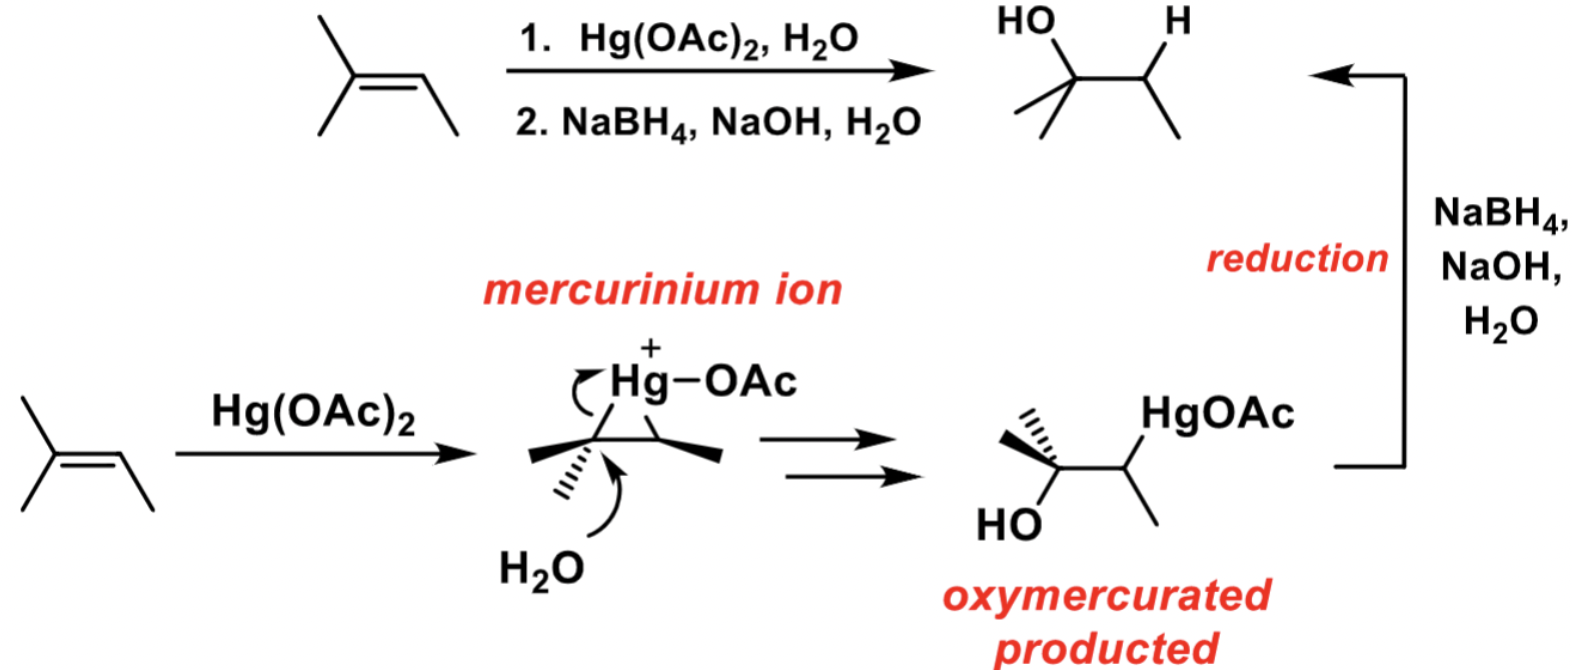 1. Hg(OAc)₂, H₂O
2. NaBH₄, NaOH, H₂O
HO H
NaBH₄,
NaOH,
H₂O
reduction
mercurinium ion
+
Hg–OAc
Hg(OAc)₂
H₂O
HgOAc
HO
oxymercurated
producted